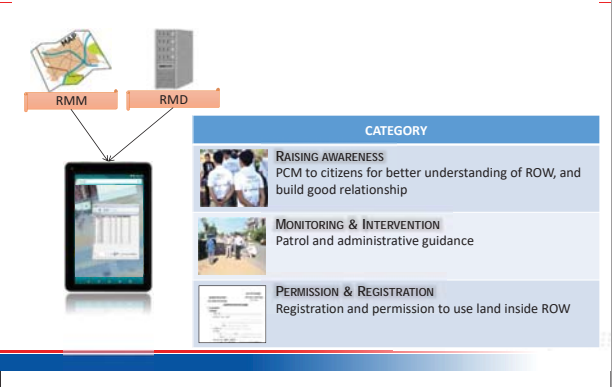 MAP
RMM
RMD
CATEGORY
RAISING AWARENESS
PCM to citizens for better understanding of ROW, and
build good relationship
MONITORING & INTERVENTION
Patrol and administrative guidance
PERMISSION & REGISTRATION
Registration and permission to use land inside ROW